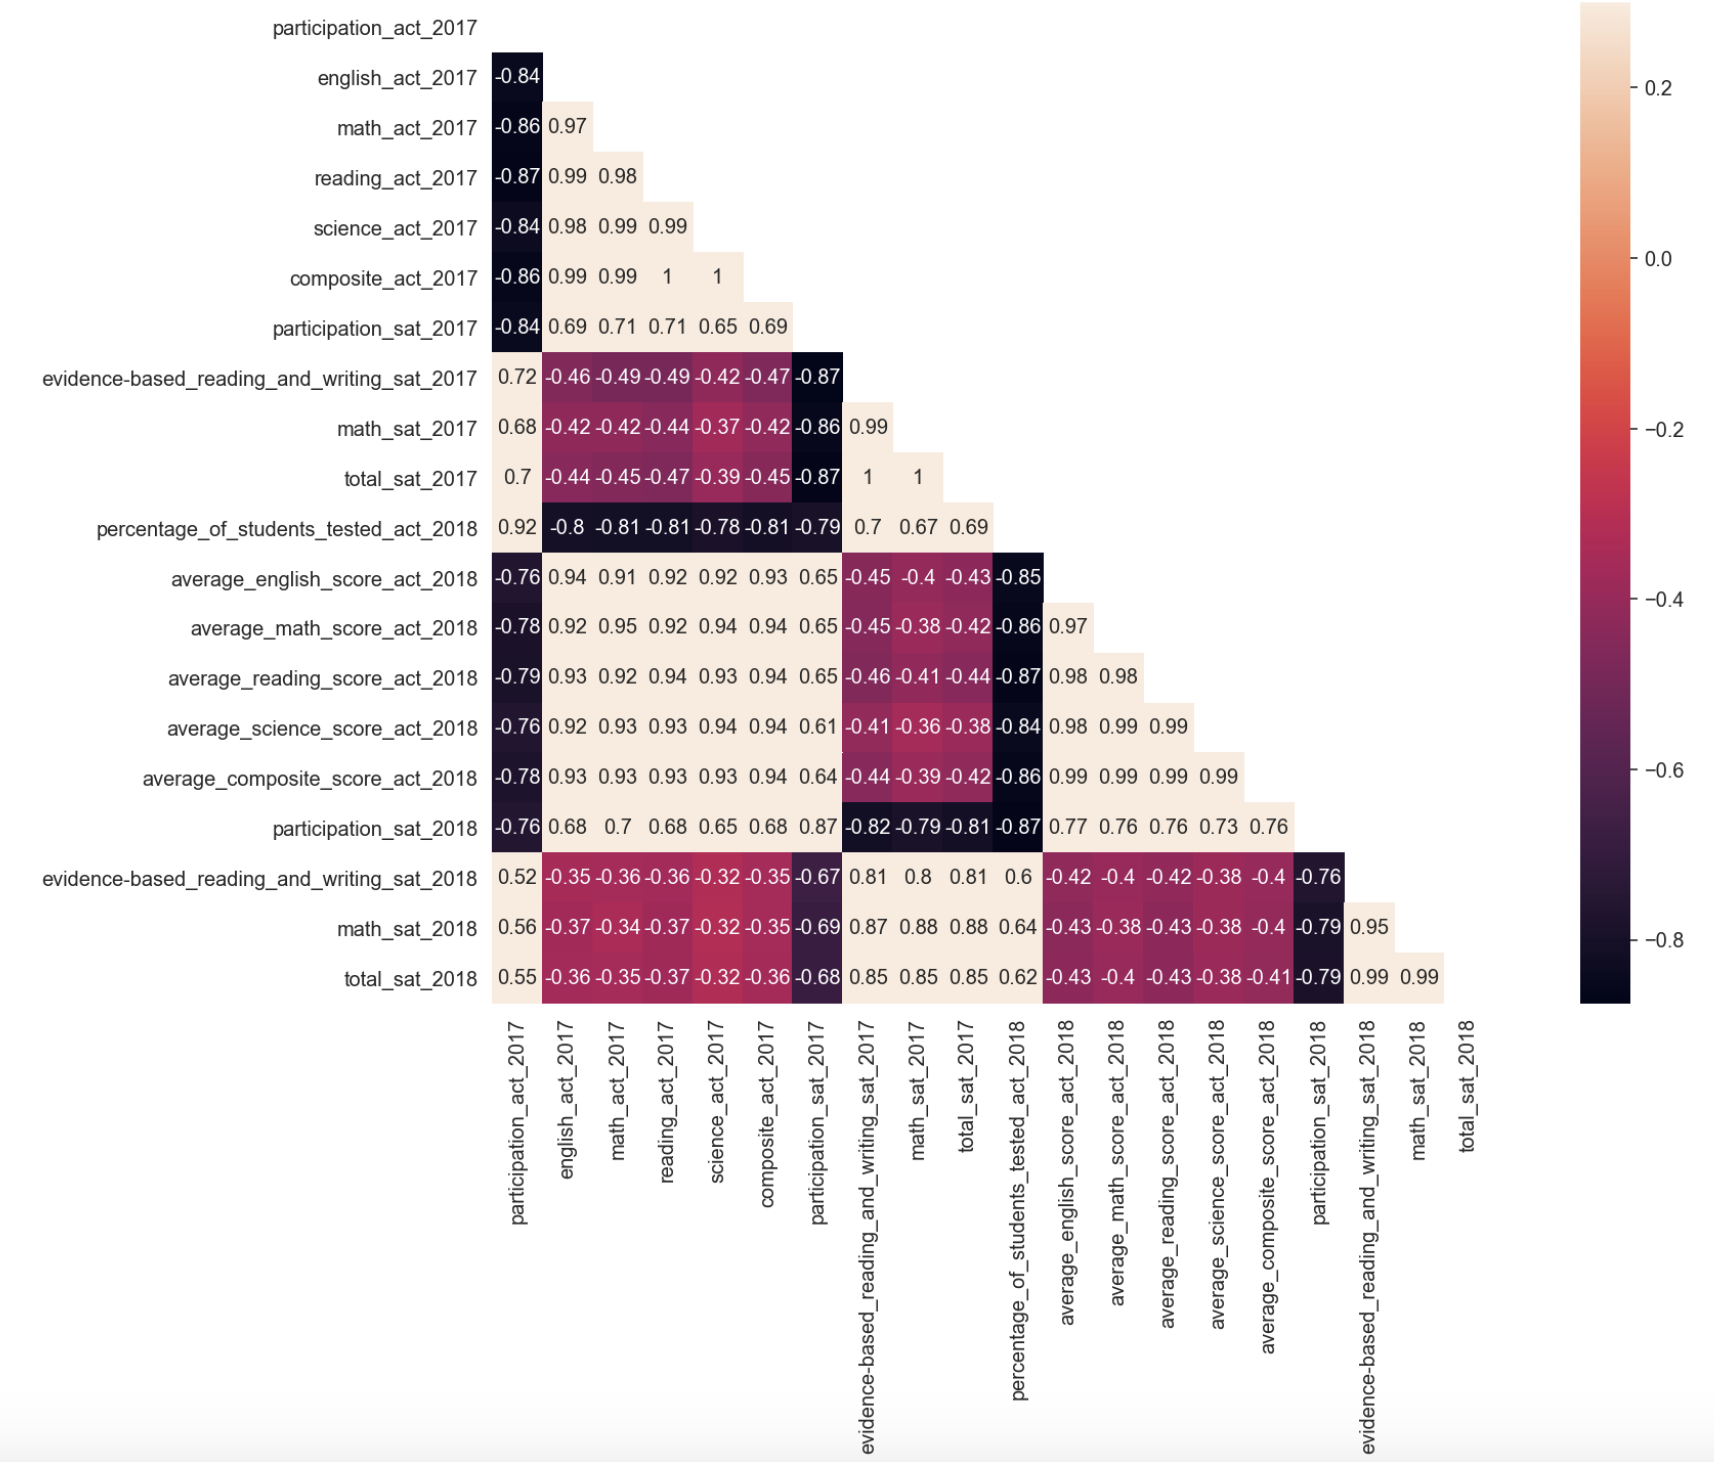 participation_act_2017
english_act_2017 -0.84
math_act_2017 -0.86 0.97
reading_act_2017 -0.87 0.99 0.98
science_act_2017 -0.84 0.98 0.99 0.99
composite_act_2017 -0.86 0.99 0.99 1 1
participation_sat_2017 -0.84 0.69 0.71 0.71 0.65 0.69
evidence-based_reading_and_writing_sat_2017 0.72 -0.46 -0.49 -0.49 -0.42 -0.47 -0.87
math_sat_2017 0.68 -0.42 -0.42 -0.44 -0.37 -0.42 -0.86 0.99
total_sat_2017 0.7 -0.44 -0.45 -0.47 -0.39 -0.45 -0.87 1 1
percentage_of_students_tested_act_2018 0.92 -0.8 -0.81 -0.81 -0.78 -0.81 -0.79 0.7 0.67 0.69
average_english_score_act_2018 -0.76 0.94 0.91 0.92 0.92 0.93 0.65 -0.45 -0.4 -0.43 -0.85
average_math_score_act_2018 -0.78 0.92 0.95 0.92 0.94 0.94 0.65 -0.45 -0.38 -0.42 -0.86 0.97
average_reading_score_act_2018 -0.79 0.93 0.92 0.94 0.93 0.94 0.65 -0.46 -0.41 -0.44 -0.87 0.98 0.98
average_science_score_act_2018 -0.76 0.92 0.93 0.93 0.94 0.94 0.61 -0.41 -0.36 -0.38 -0.84 0.98 0.99 0.99
average_composite_score_act_2018 -0.78 0.93 0.93 0.93 0.93 0.94 0.64 -0.44 -0.39 -0.42 -0.86 0.99 0.99 0.99 0.99
participation_sat_2018 -0.76 0.68 0.7 0.68 0.65 0.68 0.87 -0.82 -0.79 -0.81 -0.87 0.77 0.76 0.76 0.73 0.76
evidence-based_reading_and_writing_sat_2018 0.52 -0.35 -0.36 -0.36 -0.32 -0.35 -0.67 0.81 0.8 0.81 0.6 -0.42 -0.4 -0.42 -0.38 -0.4 -0.76
math_sat_2018 0.56 -0.37 -0.34 -0.37 -0.32 -0.35 -0.69 0.87 0.88 0.88 0.64 -0.43 -0.38 -0.43 -0.38 -0.4 -0.79 0.95
total_sat_2018 0.55 -0.36 -0.35 -0.37 -0.32 -0.36 -0.68 0.85 0.85 0.85 0.62 -0.43 -0.4 -0.43 -0.38 -0.41 -0.79 0.99 0.99
participation_act_2017
english_act_2017
math_act_2017
reading_act_2017
science_act_2017
composite_act_2017
participation_sat_2017
evidence-based_reading_and_writing_sat_2017
math_sat_2017
total_sat_2017
percentage_of_students_tested_act_2018
average_english_score_act_2018
average_math_score_act_2018
average_reading_score_act_2018
average_science_score_act_2018
average_composite_score_act_2018
participation_sat_2018
evidence-based_reading_and_writing_sat_2018
math_sat_2018
total_sat_2018
0.2
0.0
−0.2
−0.4
−0.6
−0.8